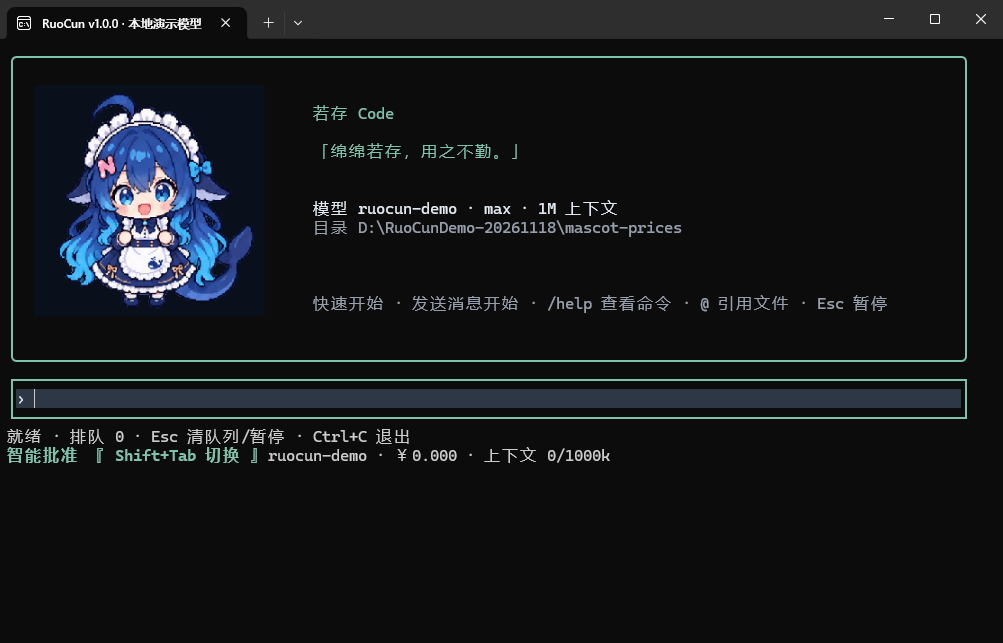 RuoCun v1.0.0 · 本地演示模型
若存 Code
「绵绵若存，用之不勤。」
模型 ruocun-demo · max · 1M 上下文
目录 D:\RuoCunDemo-20261118\mascot-prices
快速开始 · 发送消息开始 · /help 查看命令 · @ 引用文件 · Esc 暂停
›
就绪 · 排队 0 · Esc 清队列/暂停 · Ctrl+C 退出
智能批准 『 Shift+Tab 切换 』ruocun-demo · ￥0.000 · 上下文 0/1000k